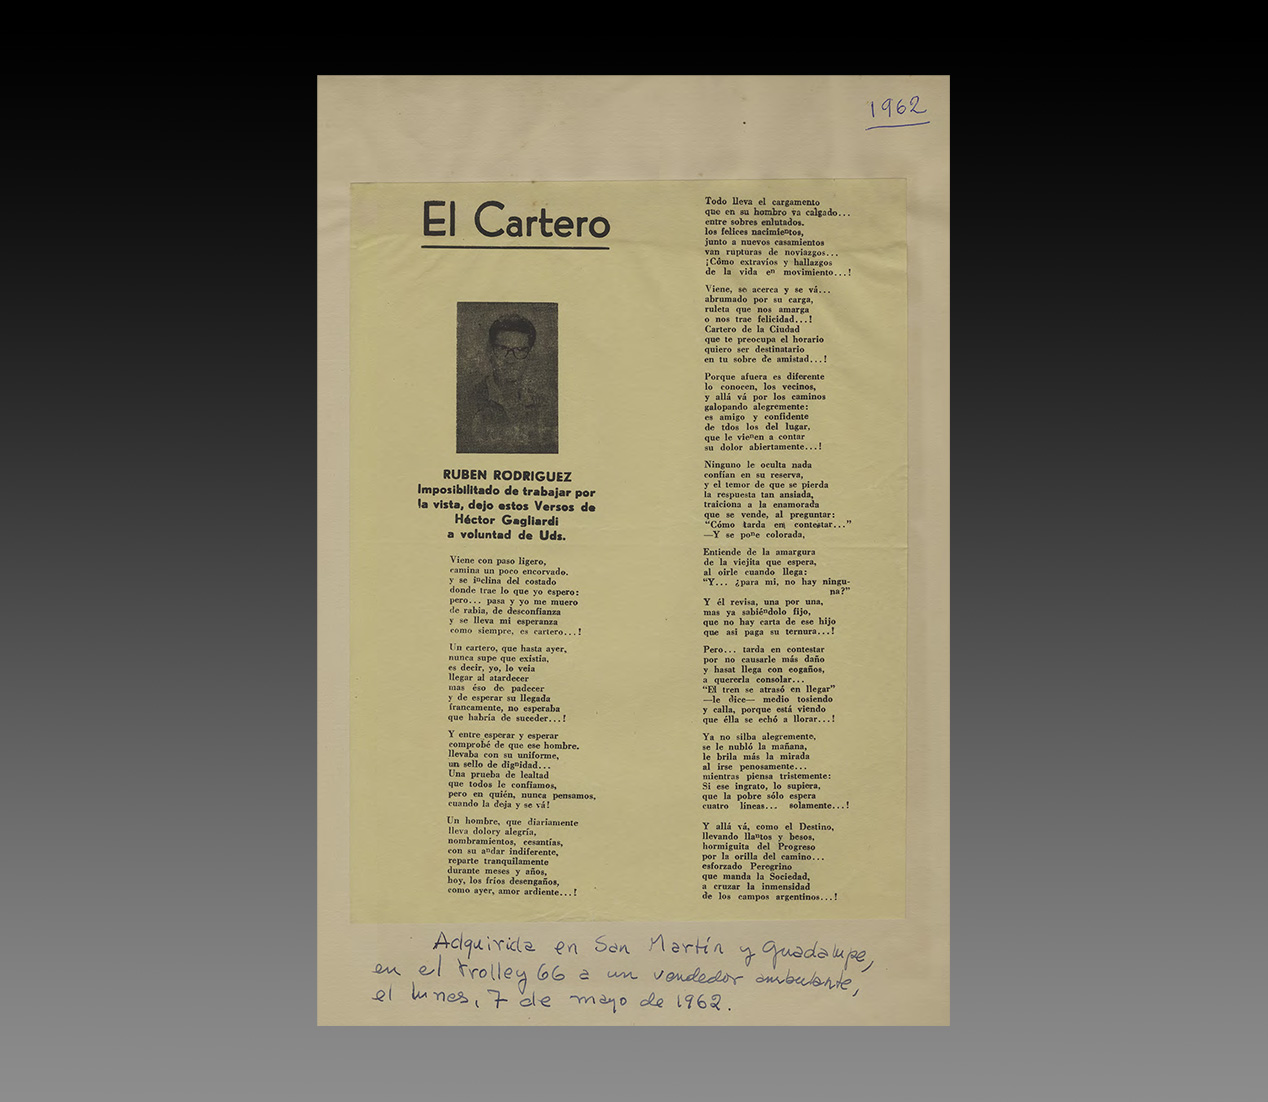 1962
El Cartero
RUBEN RODRIGUEZ
Imposibilitado de trabajar por
la vista, dejo estos Versos de
Héctor Gagliardi
a voluntad de Uds.
Viene con paso ligero,
camina un poco encorvado.
y se inclina del costado
donde trae lo que yo espero:
pero... pasa y yo me muero
de rabia, de desconfianza
y se lleva mi esperanza
como siempre, es cartero...!
Un cartero, que hasta ayer,
nunca supe que existía,
es decir, yo, lo veia
llegar al atardecer
mas éso de padecer
y de esperar su llegada
francamente, no esperaba
que habría de suceder...!
Y entre esperar y esperar
comprobé de que ese hombre.
llevaba con su uniforme,
un sello de dignidad...
Una prueba de lealtad
que todos le confiamos,
pero en quién, nunca pensamos,
cuando la deja y se vá!
Un hombre, que diariamente
lleva dolory alegría,
nombramientos, cesantías,
con su andar indiferente,
reparte tranquilamente
durante meses y años,
hoy, los fríos desengaños,
como ayer, amor ardiente...!
Todo lleva el cargamento
que en su hombro va calgado...
entre sobres enlutados.
los felices nacimientos,
junto a nuevos casamientos
van rupturas de noviazgos...
¡Cómo extravíos y hallazgos
de la vida en movimiento...!
Viene, se acerca y se vá...
abrumado por su carga,
ruleta que nos amarga
o nos trae felicidad...!
Cartero de la Ciudad
que te preocupa el horario
quiero ser destinatario
en tu sobre de amistad...!
Porque afuera es diferente
lo conocen, los vecinos,
y allá vá por los caminos
galopando alegremente:
es amigo y confidente
de tdos los del lugar,
que le vienen a contar
su dolor abiertamente...!
Ninguno le oculta nada
confían en su reserva,
y el temor de que se pierda
la respuesta tan ansiada,
traiciona a la enamorada
que se vende, al preguntar:
“Cómo tarda en contestar...”
—Y se pone colorada,
Entiende de la amargura
de la viejita que espera,
al oirle cuando llega:
“Y... ¿para mi, no hay ningu-
na?”
Y él revisa, una por una,
mas ya sabiéndolo fijo,
que no hay carta de ese hijo
que asi paga su ternura...!
Pero... tarda en contestar
por no causarle más daño
y hasat llega con eogaños,
a quererla consolar...
“El tren se atrasó en llegar”
—le dice— medio tosiendo
y calla, porque está viendo
que élla se echó a llorar...!
Ya no silba alegremente,
se le nubló la mañana,
le brila más la mirada
al irse penosamente...
mientras piensa tristemente:
Si ese ingrato, lo supiera,
que la pobre sólo espera
cuatro líneas... solamente...!
Y allá vá, como el Destino,
llevando llantos y besos,
hormiguita del Progreso
por la orilla del camino...
esforzado Peregrino
que manda la Sociedad,
a cruzar la inmensidad
de los campos argentinos...!
Adquirida en San Martín y Guadalupe,
en el trolley 66 a un vendedor ambulante,
el lunes, 7 de mayo de 1962.